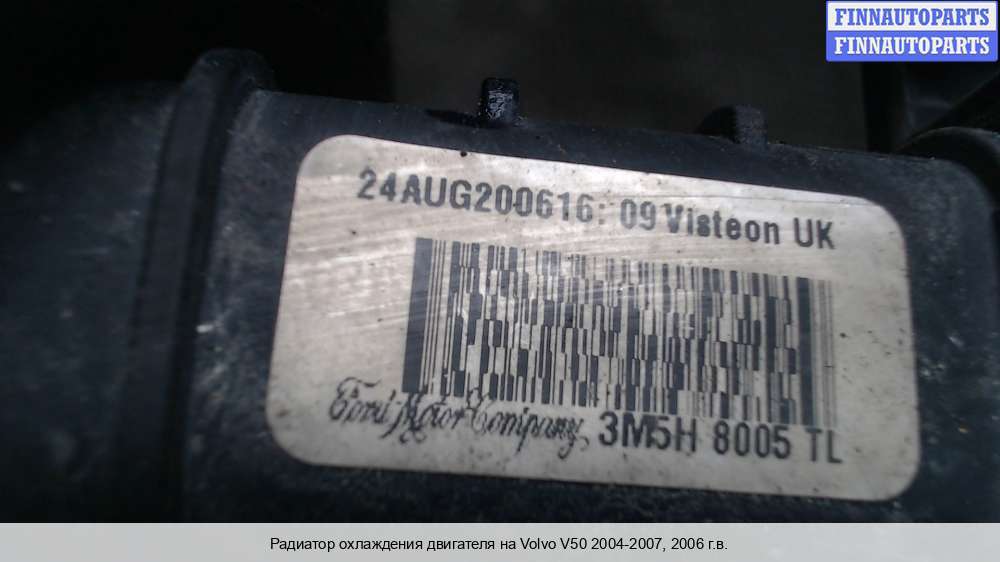 FINNAUTOPARTS
FINNAUTOPARTS
24AUG200616:09 Visteon UK
Ford Motor Company 3M5H 8005 TL
Радиатор охлаждения двигателя на Volvo V50 2004-2007, 2006 г.в.